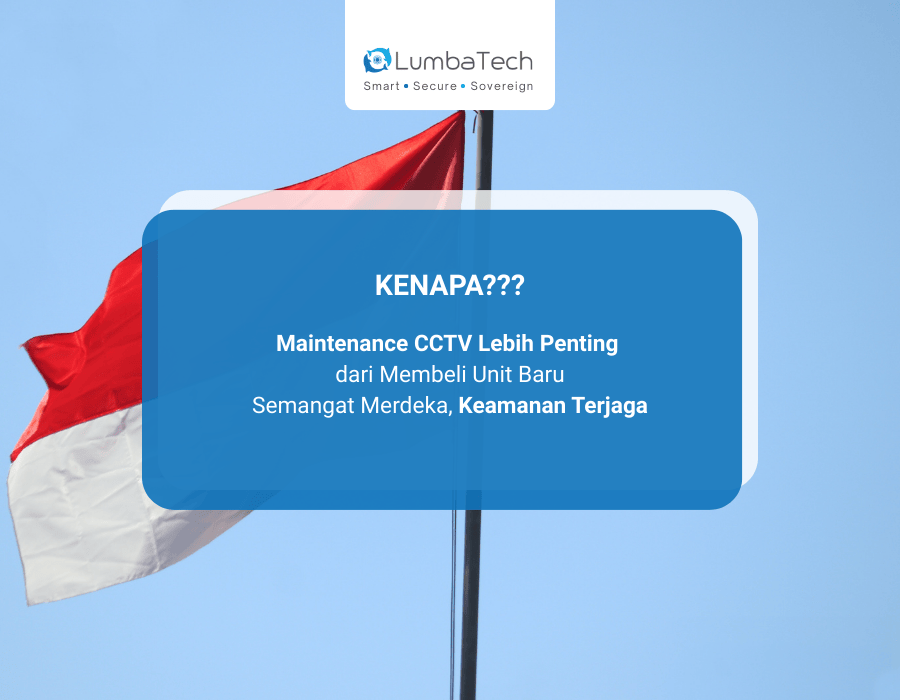 LumbaTech
Smart • Secure • Sovereign
KENAPA???
Maintenance CCTV Lebih Penting
dari Membeli Unit Baru
Semangat Merdeka, Keamanan Terjaga